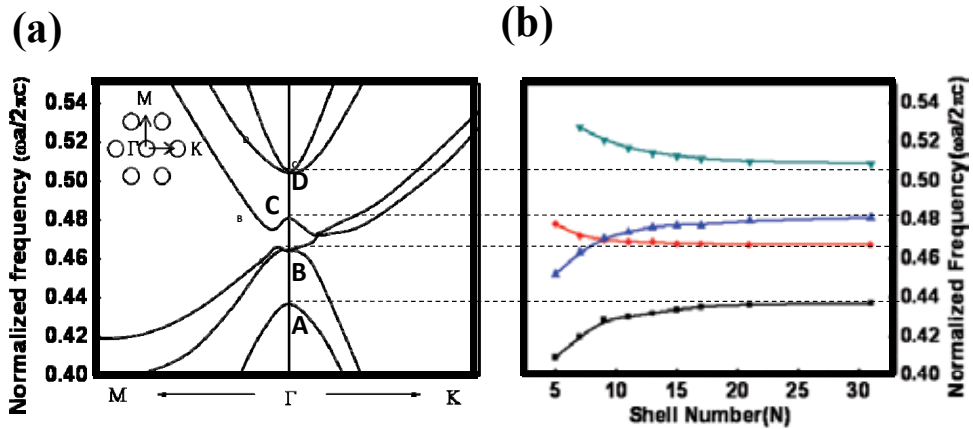 (a)
(b)
Normalized frequency (ωa/2πc)
0.54
0.52
0.50
0.48
0.46
0.44
0.42
0.40
M
Γ
K
B
B
C
D
C
B
A
M
Γ
K
0.54
0.52
0.50
0.48
0.46
0.44
0.42
0.40
Normalized Frequency(ωa/2πc)
5
10
15
20
25
30
Shell Number(N)